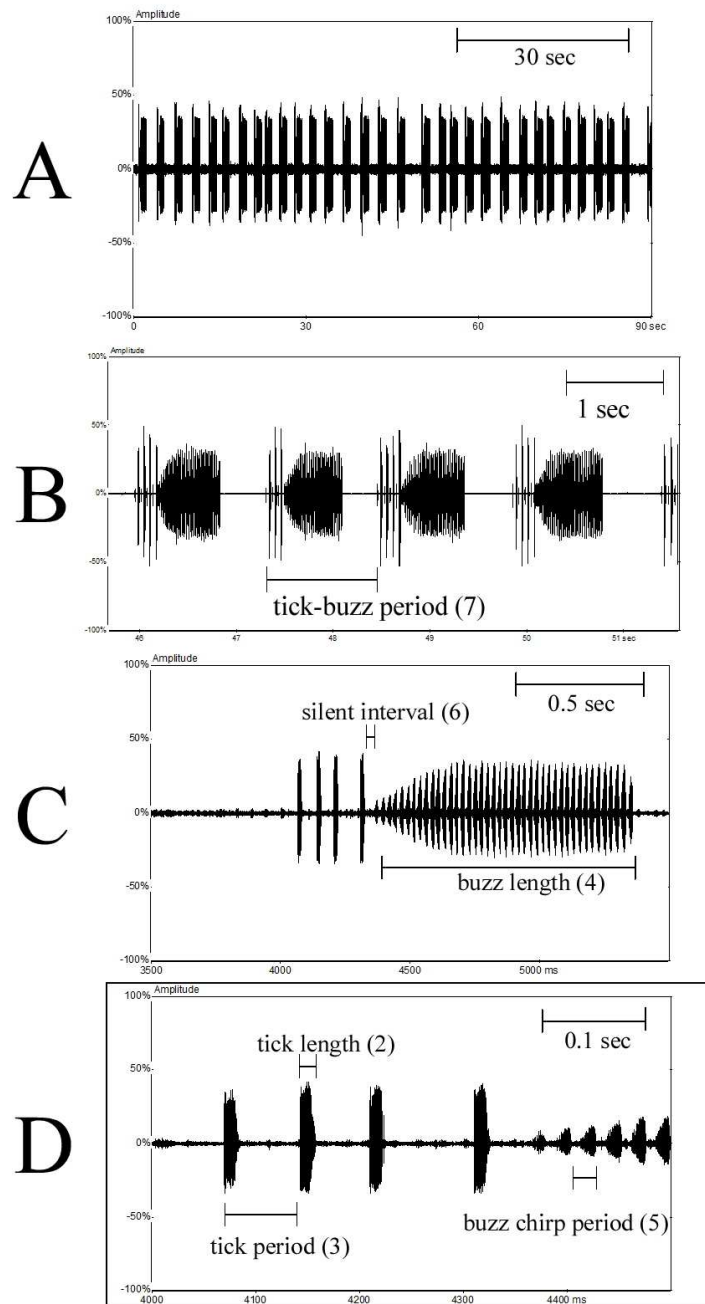 Amplitude
100%
30 sec
50%
A
0%
-50%
-100%
0 30 60 90 sec
Amplitude
100%
1 sec
50%
B
0%
-50%
tick-buzz period (7)
-100%
46 47 48 49 50 51 sec
Amplitude
100%
0.5 sec
silent interval (6)
50%
C
0%
-50%
buzz length (4)
-100%
3500 4000 4500 5000 ms
Amplitude
100%
0.1 sec
tick length (2)
50%
D
0%
-50%
tick period (3)
buzz chirp period (5)
-100%
4000 4100 4200 4300 4400 ms